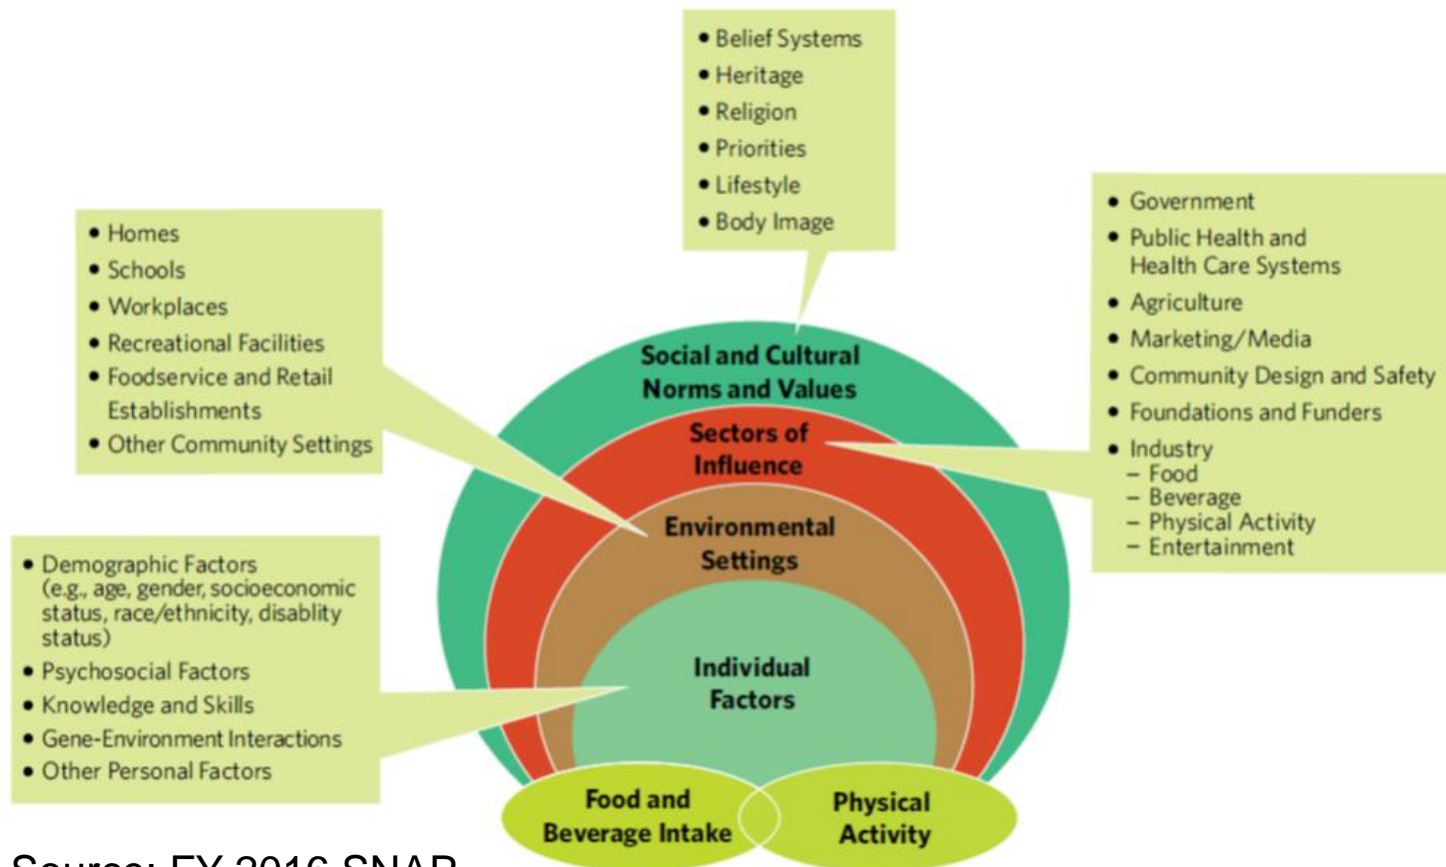 • Belief Systems
• Heritage
• Religion
• Priorities
• Lifestyle
• Body Image
• Government
• Public Health and
Health Care Systems
• Agriculture
• Marketing/Media
• Community Design and Safety
• Foundations and Funders
• Industry
– Food
– Beverage
– Physical Activity
– Entertainment
• Homes
• Schools
• Workplaces
• Recreational Facilities
• Foodservice and Retail
Establishments
• Other Community Settings
• Demographic Factors
(e.g., age, gender, socioeconomic
status, race/ethnicity, disablity
status)
• Psychosocial Factors
• Knowledge and Skills
• Gene-Environment Interactions
• Other Personal Factors
Social and Cultural
Norms and Values
Sectors of
Influence
Environmental
Settings
Individual
Factors
Food and
Beverage Intake
Physical
Activity
Source: FY 2016 SNAP